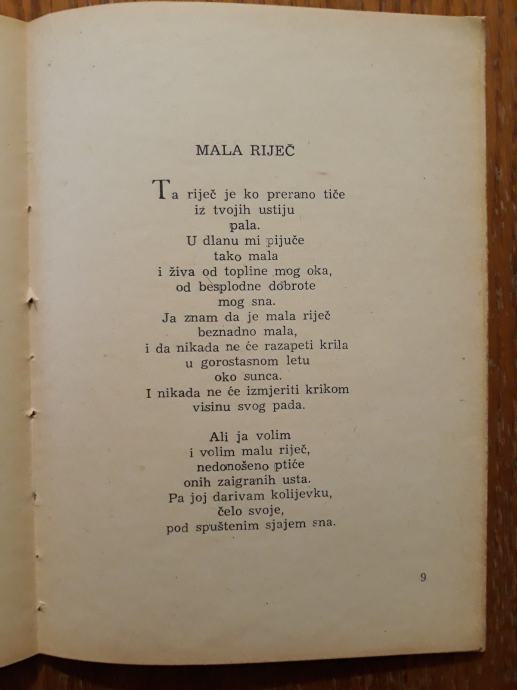 MALA RIJEČ
Ta riječ je ko prerano tiče
iz tvojih ustiju
pala.
U dlanu mi pijuče
tako mala
i živa od topline mog oka,
od besplodne dobrote
mog sna.
Ja znam da je mala riječ
beznadno mala,
i da nikada ne će razapeti krila
u gorostasnom letu
oko sunca.
I nikada ne će izmjeriti krikom
visinu svog pada.
Ali ja volim
i volim malu riječ,
nedonošeno ptiće
onih zaigranih usta.
Pa joj darivam kolijevku,
čelo svoje,
pod spuštenim sjajem sna.
9